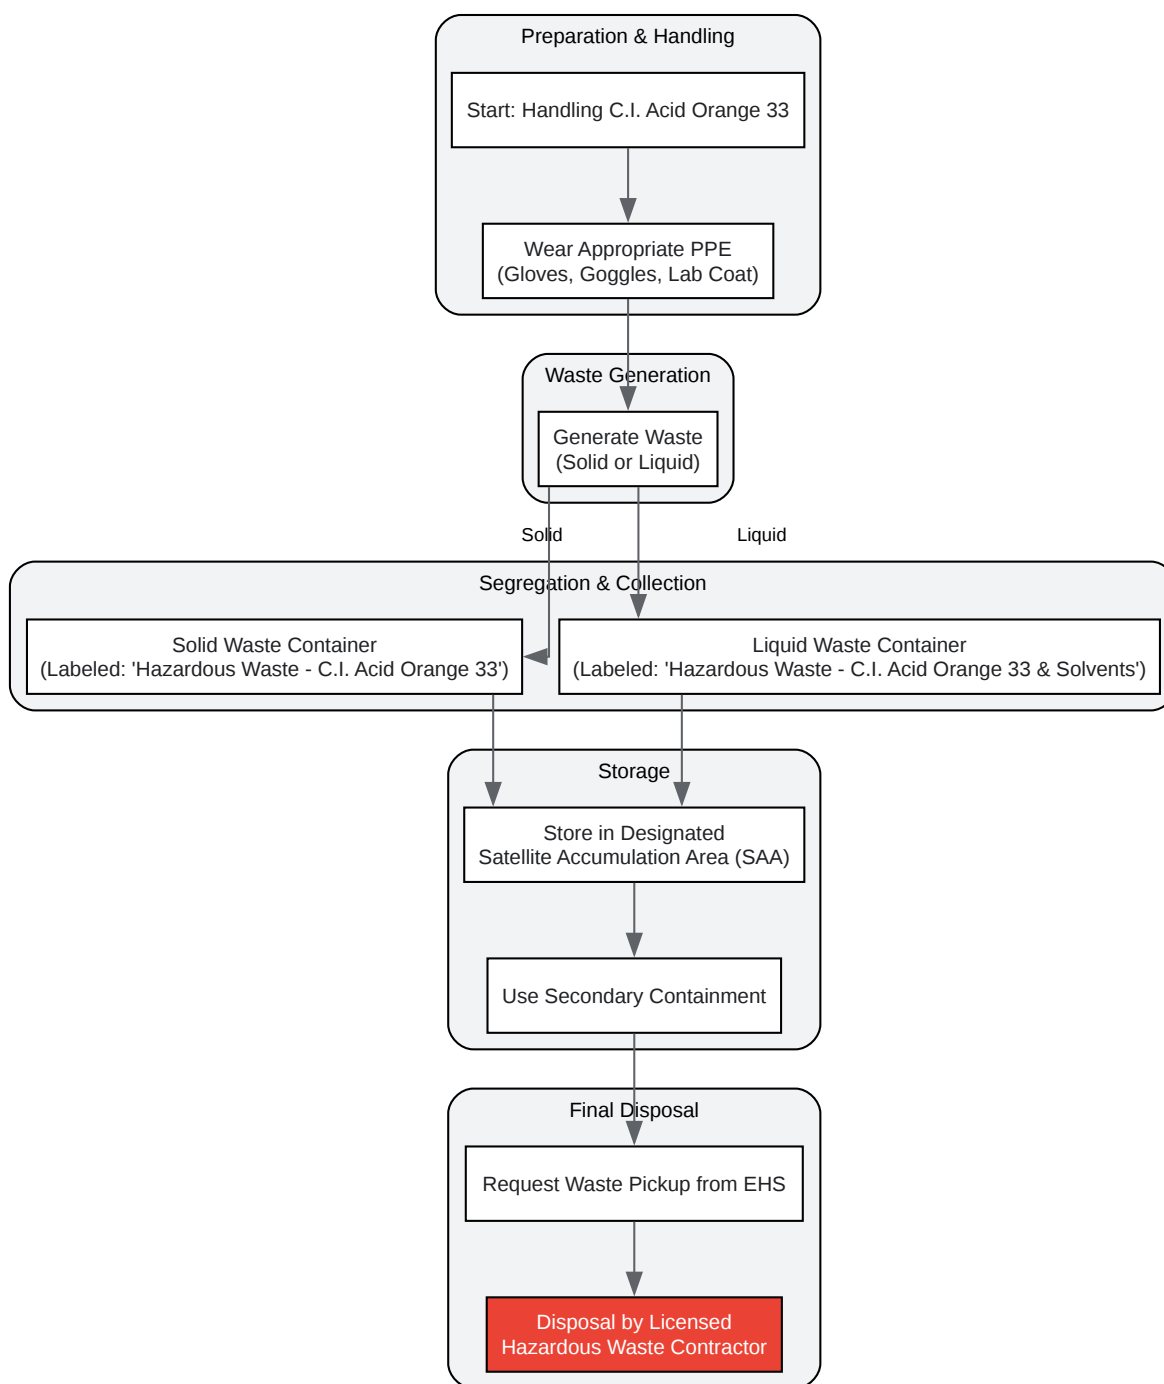 Preparation & Handling
Start: Handling C.I. Acid Orange 33
Wear Appropriate PPE
(Gloves, Goggles, Lab Coat)
Waste Generation
Generate Waste
(Solid or Liquid)
Solid
Liquid
Segregation & Collection
Solid Waste Container
(Labeled: 'Hazardous Waste - C.I. Acid Orange 33')
Liquid Waste Container
(Labeled: 'Hazardous Waste - C.I. Acid Orange 33 & Solvents')
Storage
Store in Designated
Satellite Accumulation Area (SAA)
Use Secondary Containment
Final Disposal
Request Waste Pickup from EHS
Disposal by Licensed
Hazardous Waste Contractor